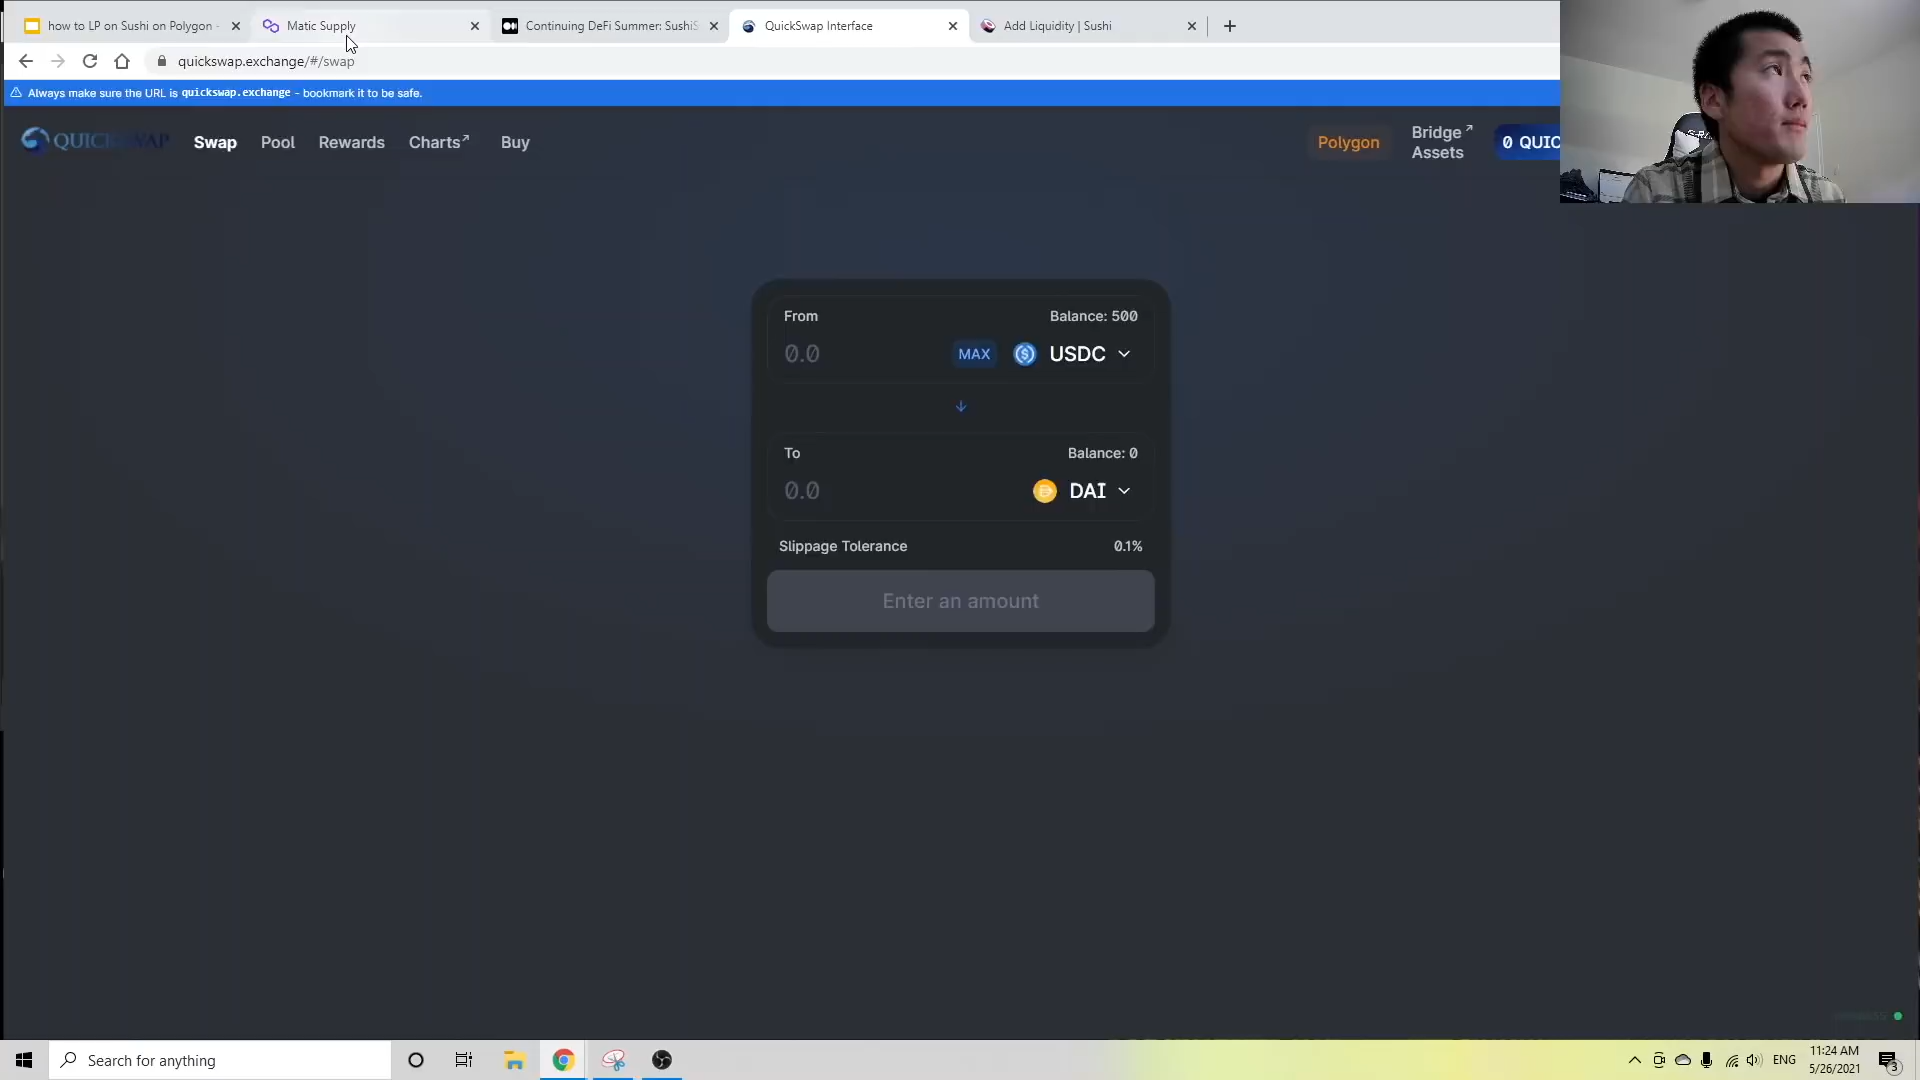 how to LP on Sushi on Polygon -
Matic Supply
Continuing DeFi Summer: SushiS
QuickSwap Interface
Add Liquidity | Sushi
quickswap.exchange/#/swap
Always make sure the URL is quickswap.exchange - bookmark it to be safe.
QUICKSWAP
Swap
Pool
Rewards
Charts↗
Buy
Polygon
Bridge↗
Assets
0 QUIC
From
Balance: 500
0.0
MAX
USDC
To
Balance: 0
0.0
DAI
Slippage Tolerance
0.1%
Enter an amount
Search for anything
ENG
11:24 AM
5/26/2021
3